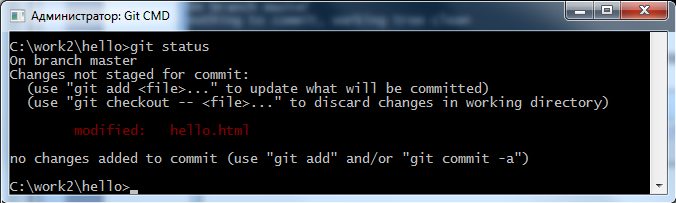 Администратор: Git CMD
C:\work2\hello>git status
On branch master
Changes not staged for commit:
  (use "git add <file>..." to update what will be committed)
  (use "git checkout -- <file>..." to discard changes in working directory)
        modified:   hello.html
no changes added to commit (use "git add" and/or "git commit -a")
C:\work2\hello>